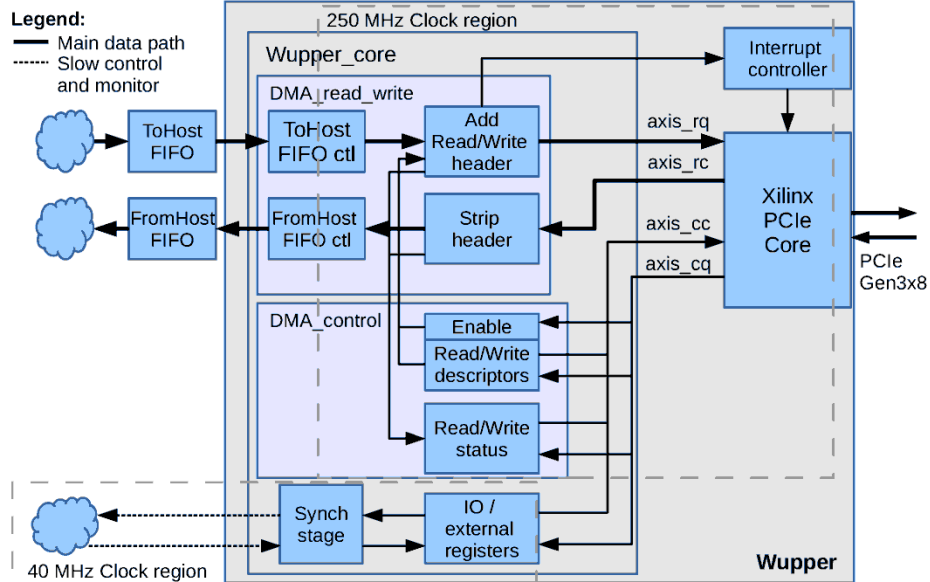 Legend:
Main data path
Slow control
and monitor
250 MHz Clock region
Wupper_core
DMA_read_write
Interrupt
controller
ToHost
FIFO
ToHost
FIFO ctl
Add
Read/Write
header
axis_rq
axis_rc
FromHost
FIFO
FromHost
FIFO ctl
Strip
header
axis_cc
axis_cq
Xilinx
PCIe
Core
PCIe
Gen3x8
DMA_control
Enable
Read/Write
descriptors
Read/Write
status
Synch
stage
IO /
external
registers
40 MHz Clock region
Wupper